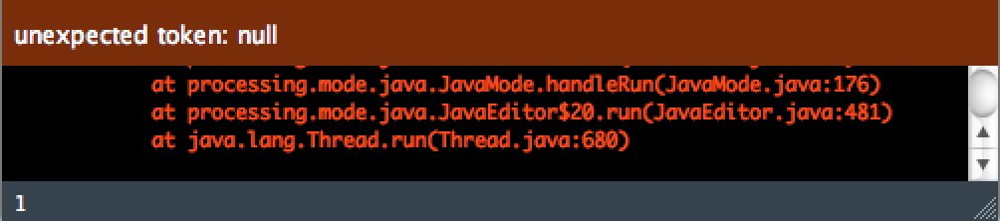 unexpected token: null
at processing.mode.java.JavaMode.handleRun(JavaMode.java:176)
at processing.mode.java.JavaEditor$20.run(JavaEditor.java:481)
at java.lang.Thread.run(Thread.java:680)
1